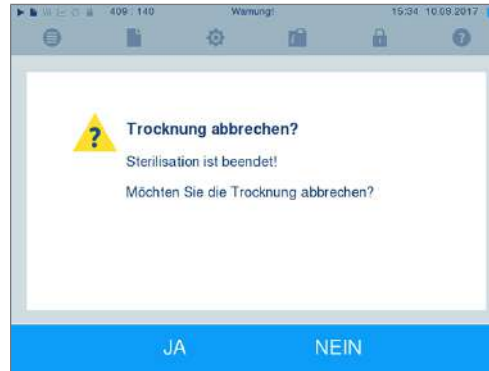 409 : 140 Warnung! 15:34 10.09.2017
Trocknung abbrechen?
Sterilisation ist beendet!
Möchten Sie die Trocknung abbrechen?
JA NEIN